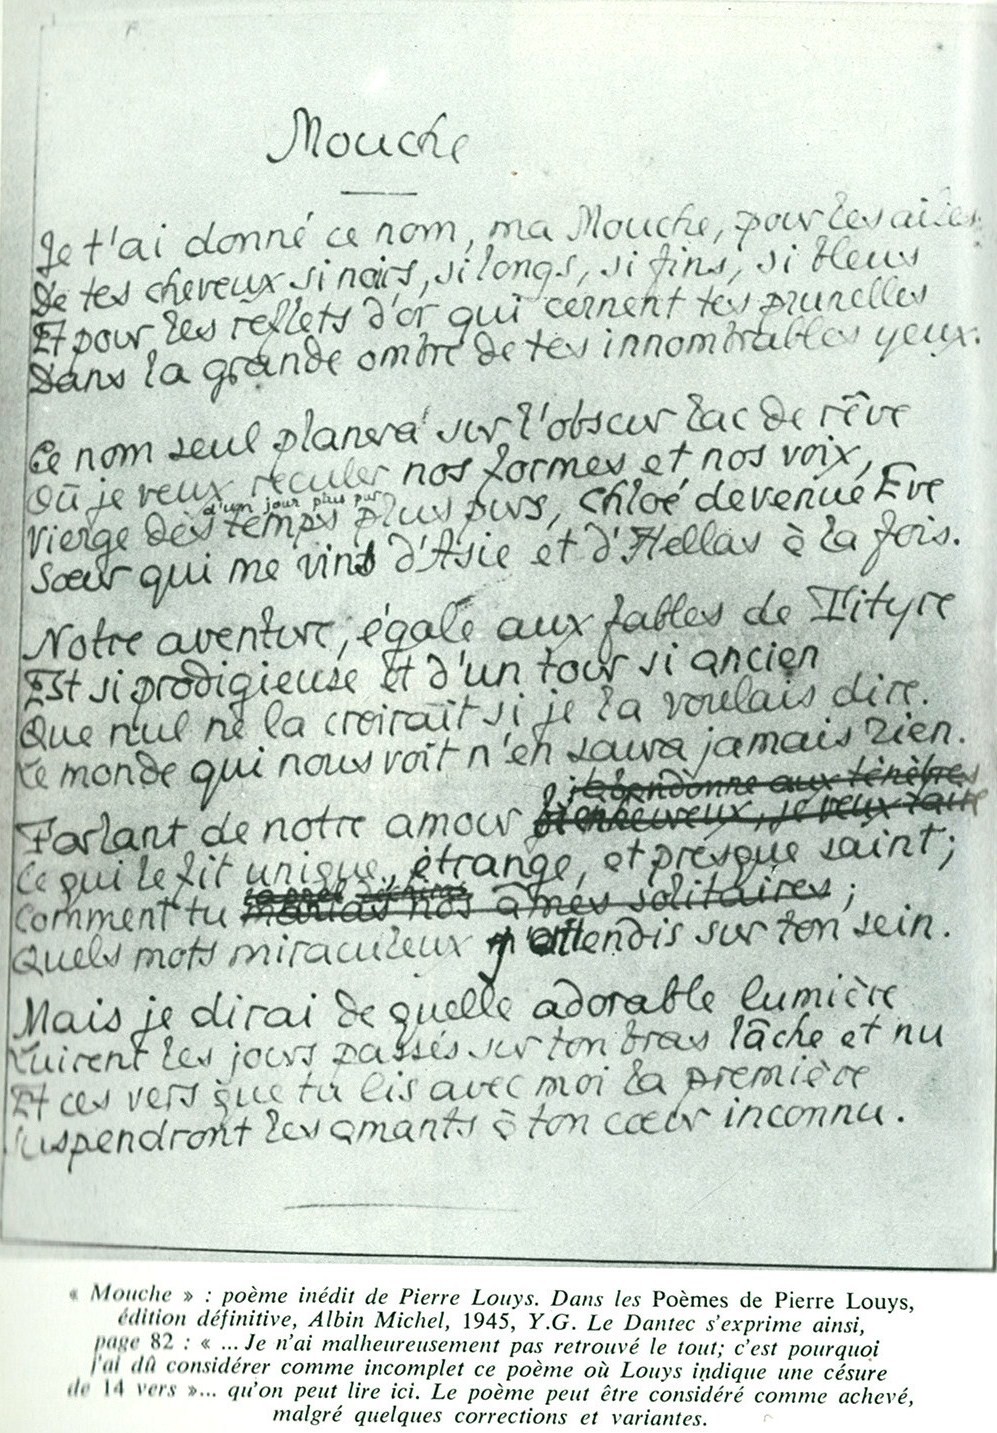 Mouche
Je t'ai donné ce nom, ma Mouche, pour les ailes
De tes cheveux si noirs, si longs, si fins, si bleus
Et pour les reflets d'or qui cernent tes prunelles
Dans la grande ombre de tes innombrables yeux.
Ce nom seul planera sur l'obscur lac de rêve
Où je veux reculer nos formes et nos voix,
d'un jour plus pur
Vierge des temps plus purs, Chloé devenue Eve
Sœur qui me vins d'Asie et d'Hellas à la fois.
Notre aventure, égale aux fables de Tityre
Est si prodigieuse et d'un tour si ancien
Que nul ne la croirait si je la voulais dire.
Le monde qui nous voit n'en saura jamais rien.
j'abandonne aux ténèbres
Parlant de notre amour bienheureux, je veux taire
Ce qui le fit unique, étrange, et presque saint;
Comment tu marias nos âmes solitaires ;
Quels mots miraculeux j'attendis sur ton sein.
Mais je dirai de quelle adorable lumière
Luirent les jours passés sur ton bras lâche et nu
Et ces vers que tu lis avec moi la première
Suspendront les amants à ton cœur inconnu.
« Mouche » : poème inédit de Pierre Louys. Dans les Poèmes de Pierre Louys,
édition définitive, Albin Michel, 1945, Y.G. Le Dantec s'exprime ainsi,
page 82 : « ... Je n'ai malheureusement pas retrouvé le tout; c'est pourquoi
j'ai dû considérer comme incomplet ce poème où Louys indique une césure
de 14 vers »... qu'on peut lire ici. Le poème peut être considéré comme achevé,
malgré quelques corrections et variantes.